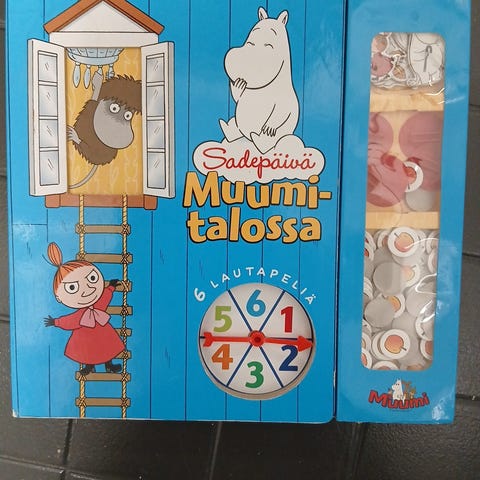 Sadepäivä
Muumi-
talossa
6 LAUTAPELIÄ
6
5 1
4 2
3
Muumi